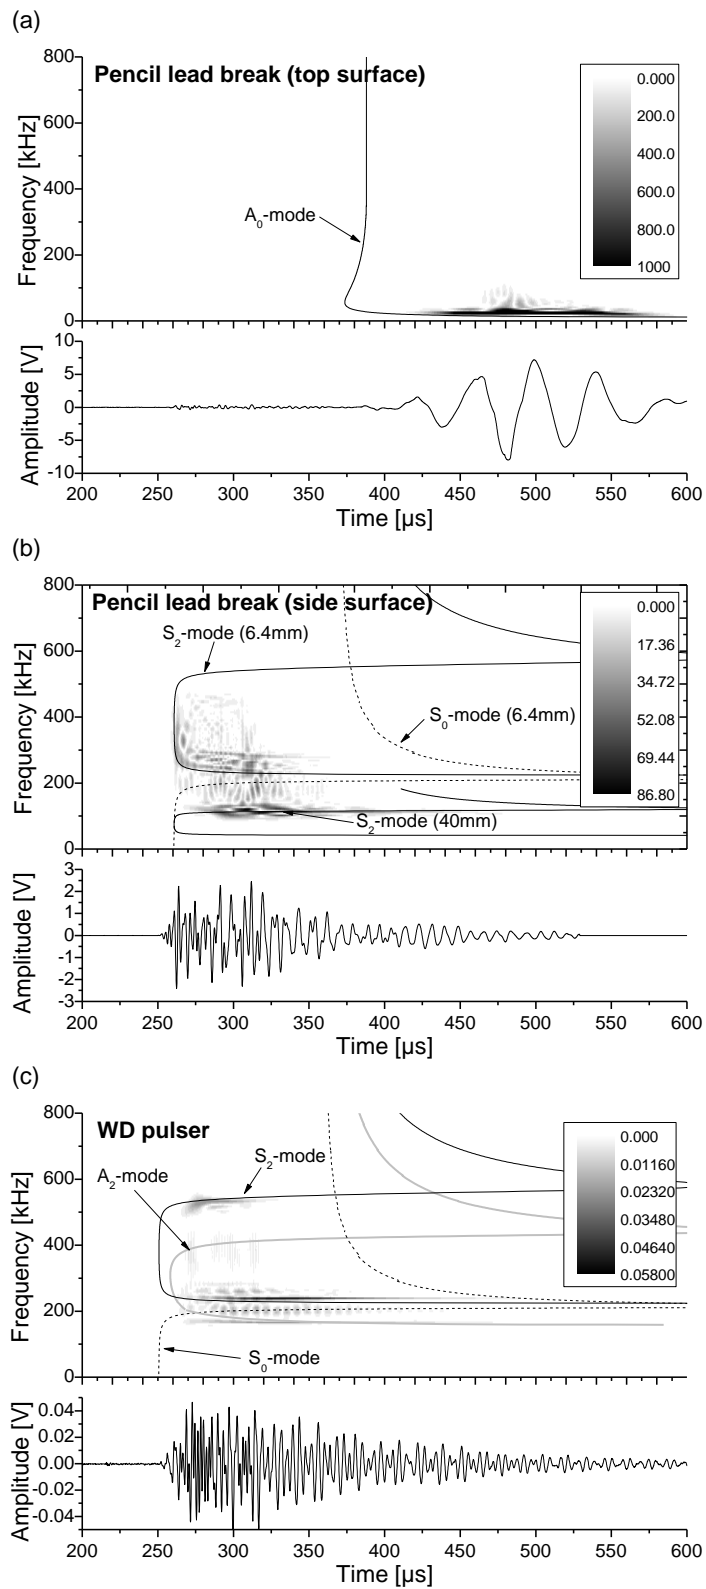 (a)
Pencil lead break (top surface)
A0-mode
Frequency [kHz]
800
600
400
200
0
0.000
200.0
400.0
600.0
800.0
1000
Amplitude [V]
10
5
0
-5
-10
200 250 300 350 400 450 500 550 600
Time [µs]
(b)
Pencil lead break (side surface)
S2-mode (6.4mm)
S0-mode (6.4mm)
S2-mode (40mm)
Frequency [kHz]
800
600
400
200
0
0.000
17.36
34.72
52.08
69.44
86.80
Amplitude [V]
3
2
1
0
-1
-2
-3
200 250 300 350 400 450 500 550 600
Time [µs]
(c)
WD pulser
S2-mode
A2-mode
S0-mode
Frequency [kHz]
800
600
400
200
0
0.000
0.01160
0.02320
0.03480
0.04640
0.05800
Amplitude [V]
0.04
0.02
0.00
-0.02
-0.04
200 250 300 350 400 450 500 550 600
Time [µs]